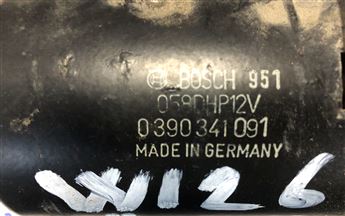 BOSCH 951
058DHP12V
0 390 341 091
MADE IN GERMANY
W126